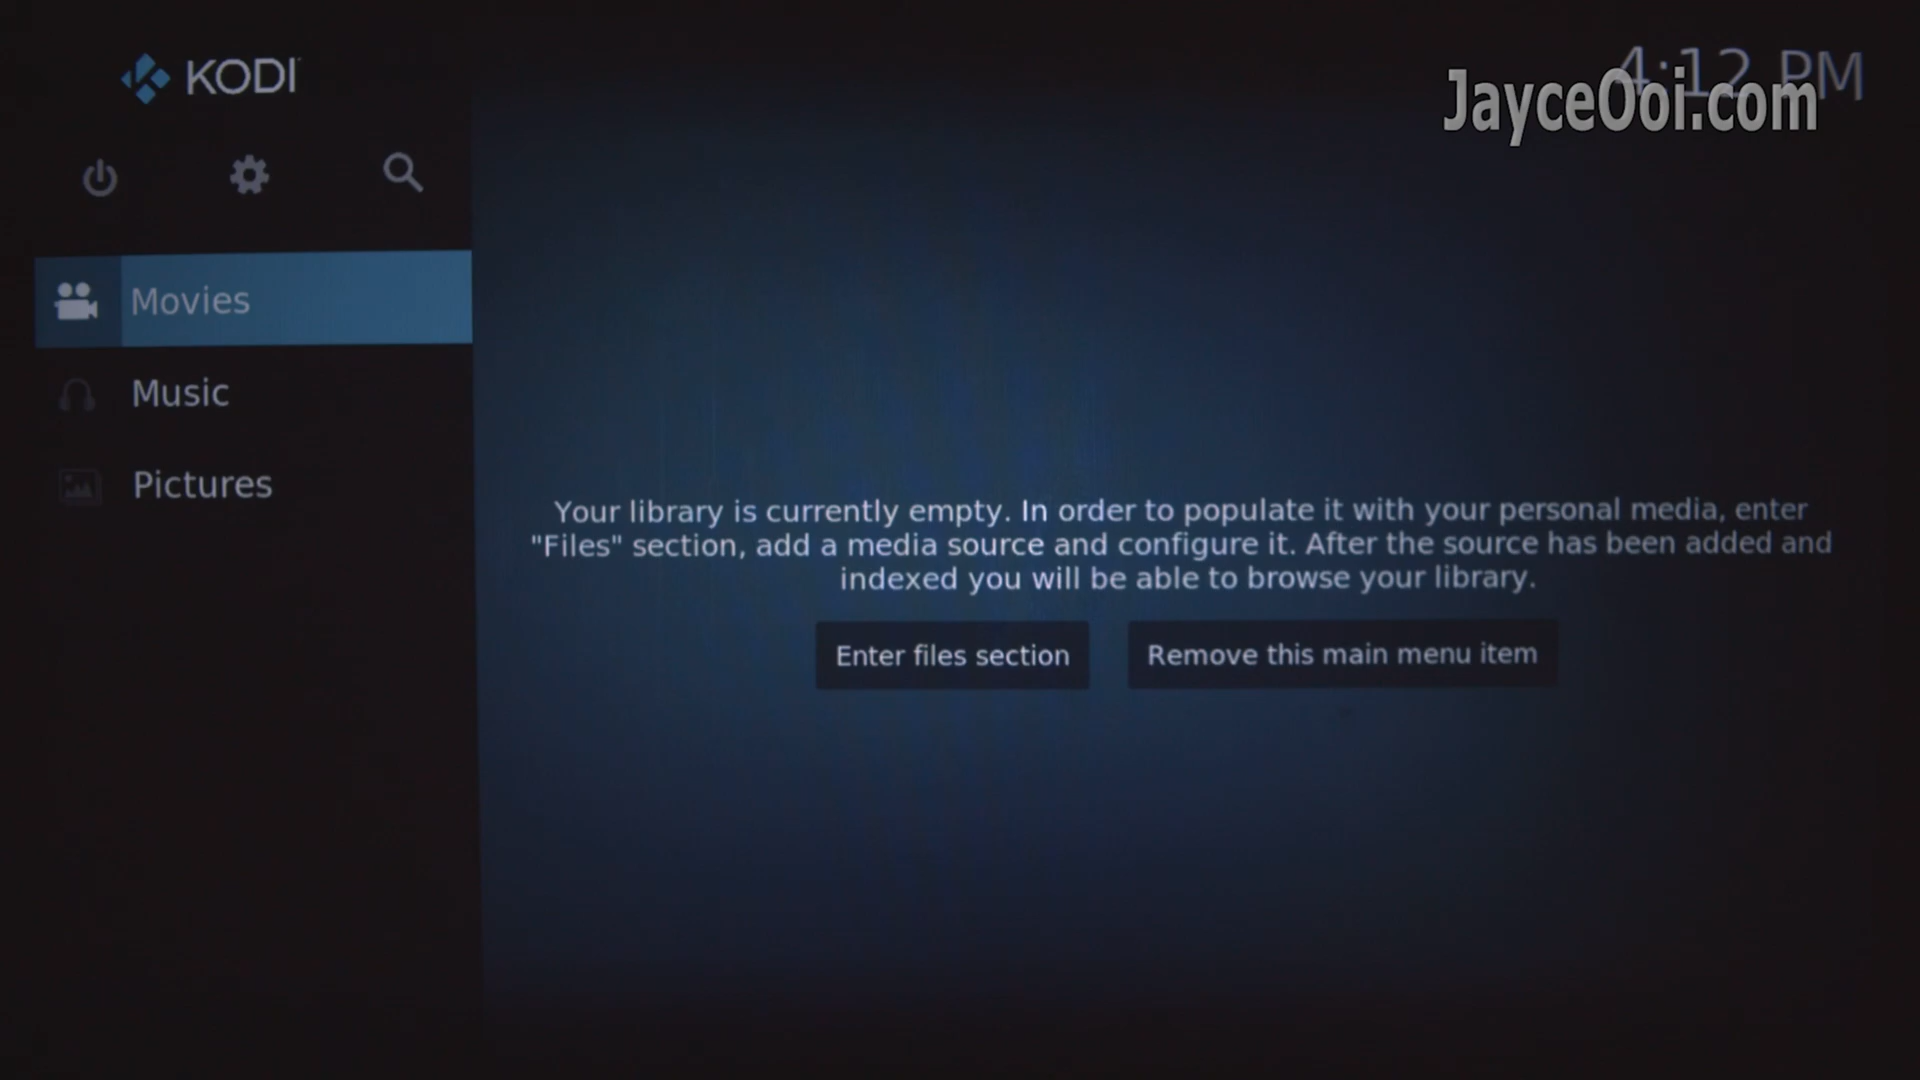 KODI
4:12 PM
JayceOoi.com
Movies
Music
Pictures
Your library is currently empty. In order to populate it with your personal media, enter
"Files" section, add a media source and configure it. After the source has been added and
indexed you will be able to browse your library.
Enter files section
Remove this main menu item